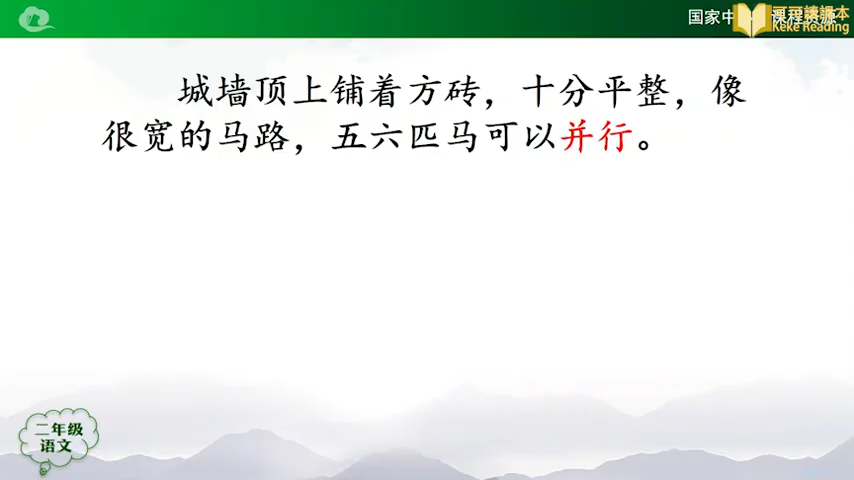 国家中
课程资源
可可读课本
Keke Reading
城墙顶上铺着方砖，十分平整，像
很宽的马路，五六匹马可以并行。
二年级
语文